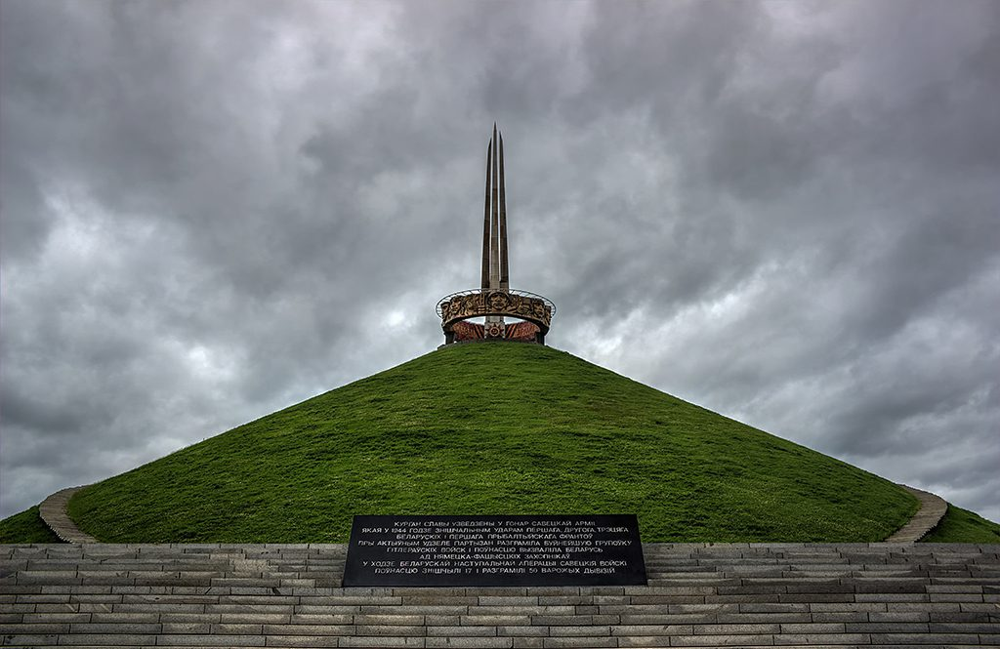 КУРГАН СЛАВЫ УЗВЕДЗЕНЫ У ГОНАР САВЕЦКАЙ АРМІІ
ЯКАЯ У 1944 ГОДЗЕ ЗНІШЧАЛЬНЫМ УДАРАМ ПЕРШАГА, ДРУГОГА, ТРЭЦЯГА
БЕЛАРУСКІХ І ПЕРШАГА ПРЫБАЛТЫЙСКАГА ФРАНТОЎ
ПРЫ АКТЫЎНЫМ УДЗЕЛЕ ПАРТЫЗАН РАЗГРАМІЛА БУЙНЕЙШУЮ ГРУПОЎКУ
ГІТЛЕРАЎСКІХ ВОЙСК І ПОЎНАСЦЮ ВЫЗВАЛІЛА БЕЛАРУСЬ
АД НЯМЕЦКА-ФАШЫСЦКІХ ЗАХОПНІКАЎ
У ХОДЗЕ БЕЛАРУСКАЙ НАСТУПАЛЬНАЙ АПЕРАЦЫІ САВЕЦКІЯ ВОЙСКІ
ПОЎНАСЦЮ ЗНІШЧЫЛІ 17 І РАЗГРАМІЛІ 50 ВАРОЖЫХ ДЫВІЗІЙ